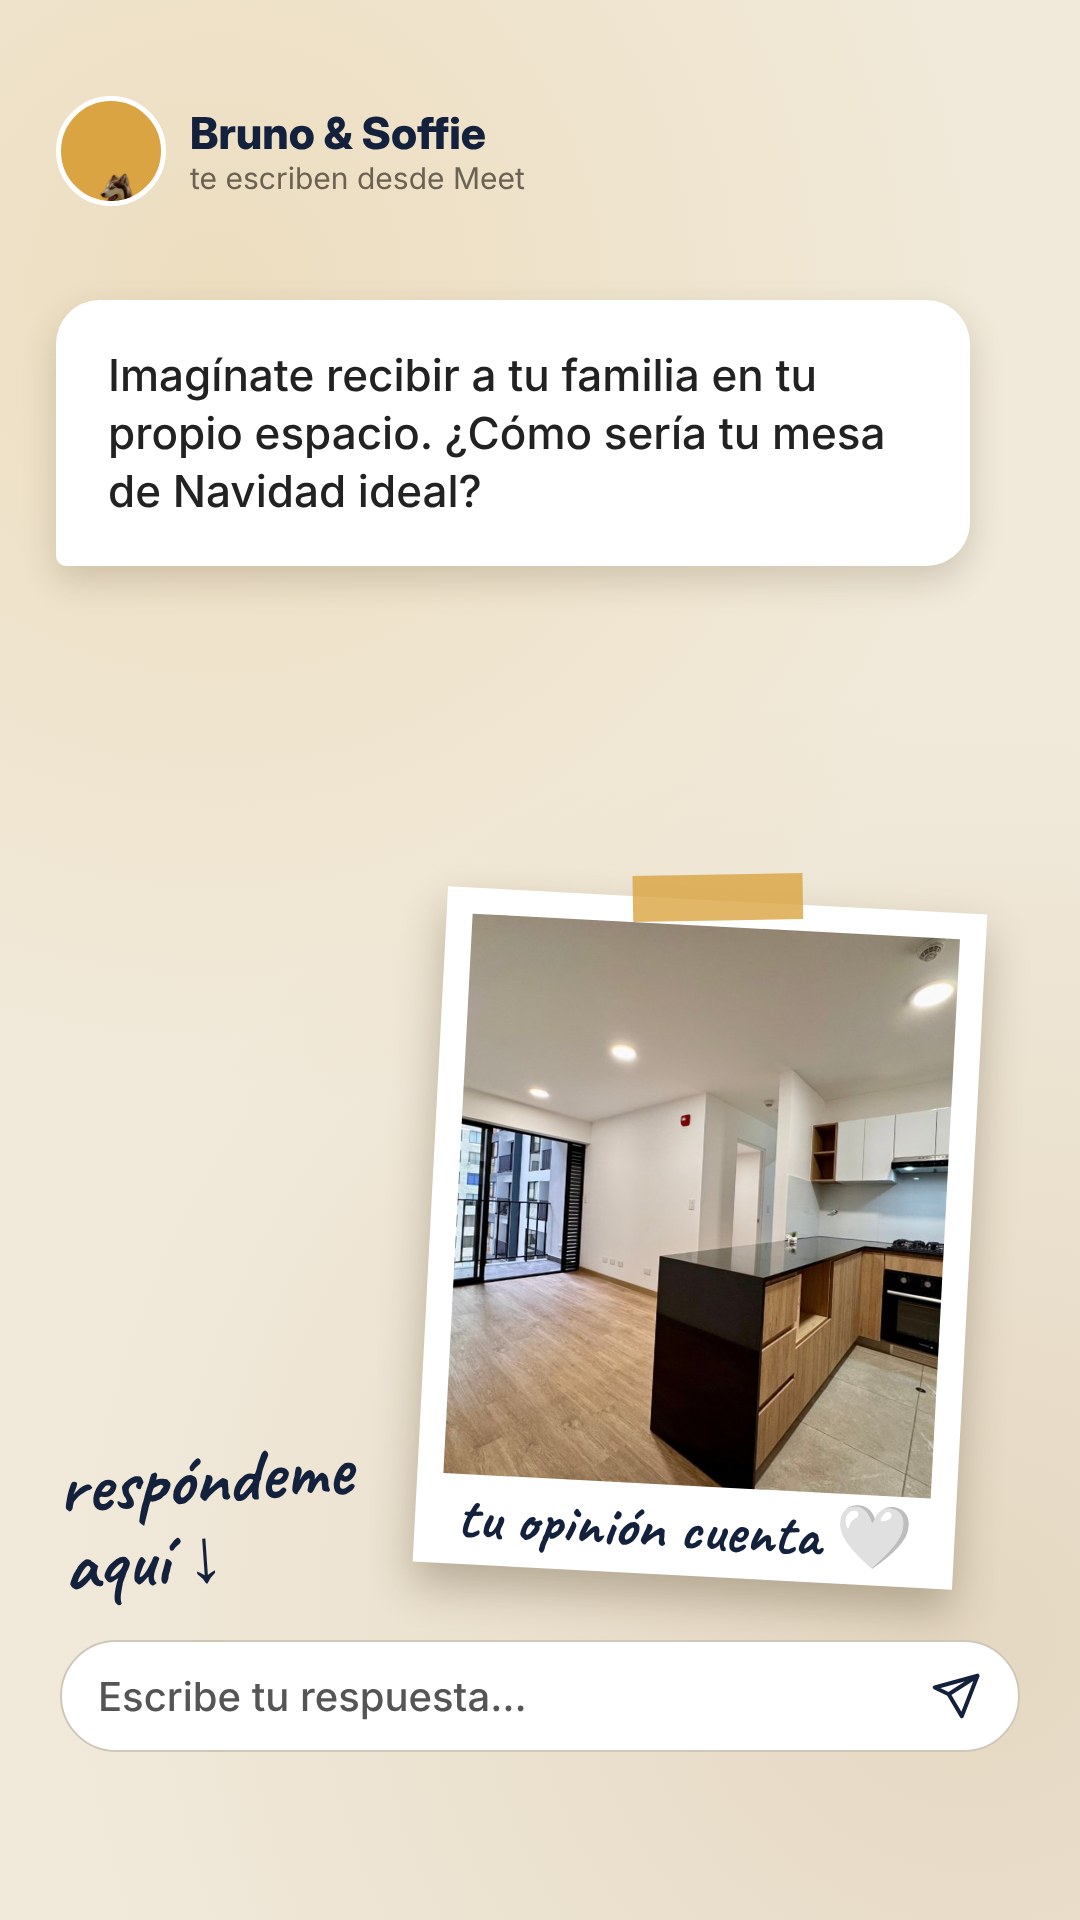 Bruno & Soffie
te escriben desde Meet
Imagínate recibir a tu familia en tu
propio espacio. ¿Cómo sería tu mesa
de Navidad ideal?
tu opinión cuenta 🤍
respóndeme
aquí ↓
Escribe tu respuesta...